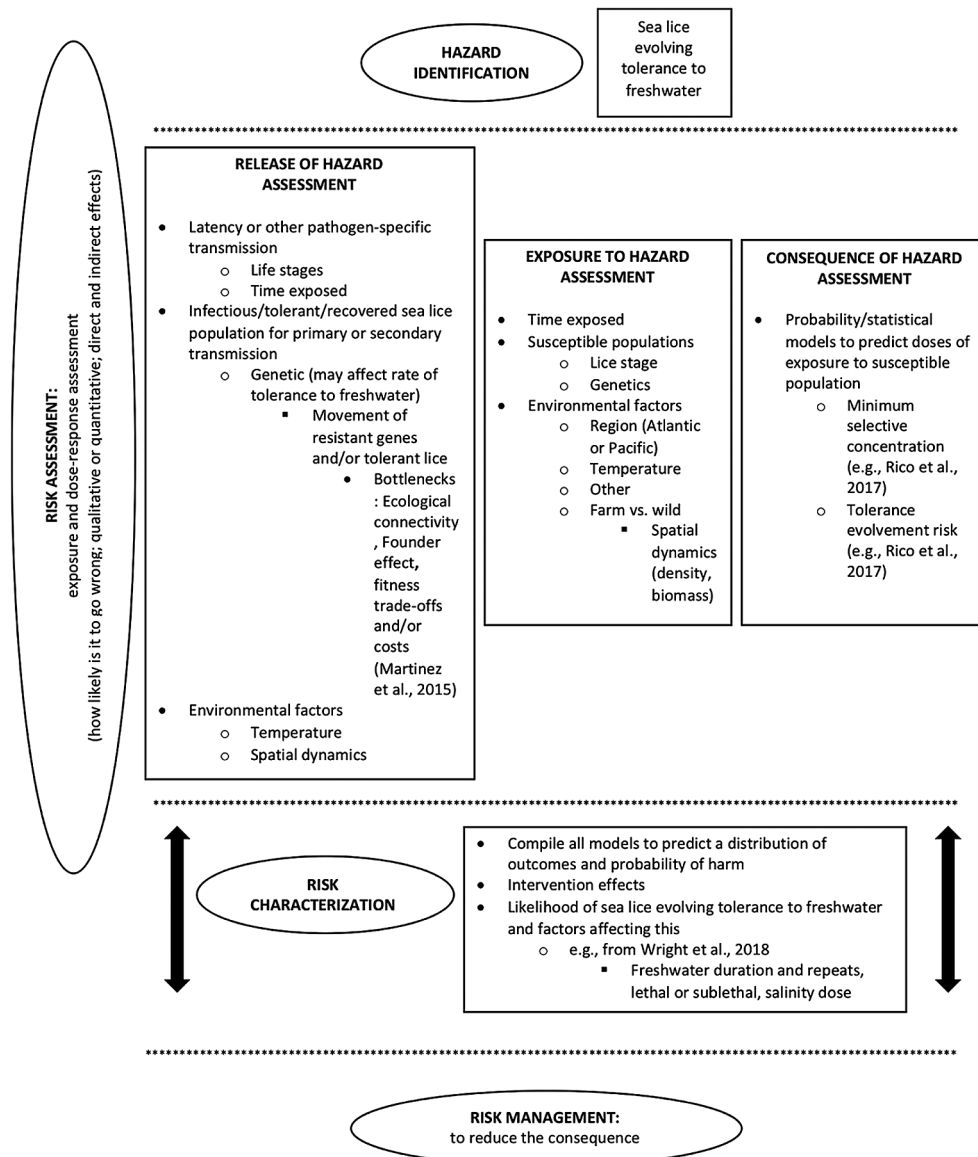 HAZARD
IDENTIFICATION
Sea lice
evolving
tolerance to
freshwater
RISK ASSESSMENT:
exposure and dose-response assessment
(how likely is it to go wrong; qualitative or quantitative; direct and indirect effects)
RELEASE OF HAZARD
ASSESSMENT
• Latency or other pathogen-specific
transmission
o Life stages
o Time exposed
• Infectious/tolerant/recovered sea lice
population for primary or secondary
transmission
o Genetic (may affect rate of
tolerance to freshwater)
▪ Movement of
resistant genes
and/or tolerant lice
• Bottlenecks
: Ecological
connectivity
, Founder
effect,
fitness
trade-offs
and/or
costs
(Martinez
et al., 2015)
• Environmental factors
o Temperature
o Spatial dynamics
EXPOSURE TO HAZARD
ASSESSMENT
• Time exposed
• Susceptible populations
o Lice stage
o Genetics
• Environmental factors
o Region (Atlantic
or Pacific)
o Temperature
o Other
o Farm vs. wild
▪ Spatial
dynamics
(density,
biomass)
CONSEQUENCE OF HAZARD
ASSESSMENT
• Probability/statistical
models to predict doses of
exposure to susceptible
population
o Minimum
selective
concentration
(e.g., Rico et al.,
2017)
o Tolerance
evolvement risk
(e.g., Rico et al.,
2017)
RISK
CHARACTERIZATION
• Compile all models to predict a distribution of
outcomes and probability of harm
• Intervention effects
• Likelihood of sea lice evolving tolerance to freshwater
and factors affecting this
o e.g., from Wright et al., 2018
▪ Freshwater duration and repeats,
lethal or sublethal, salinity dose
RISK MANAGEMENT:
to reduce the consequence